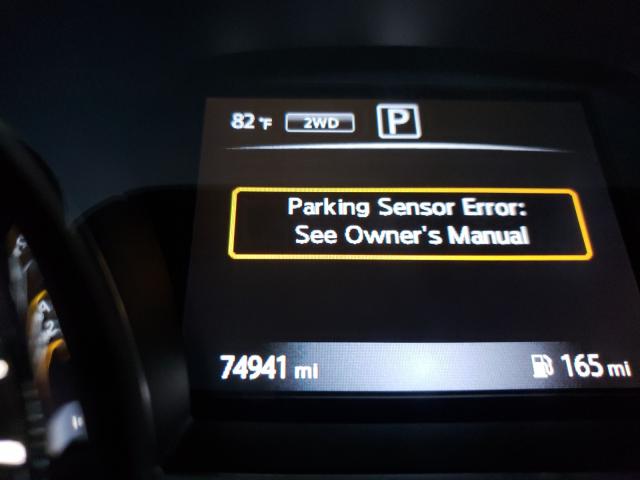 82°F 2WD P
Parking Sensor Error:
See Owner's Manual
74941 mi 165 mi